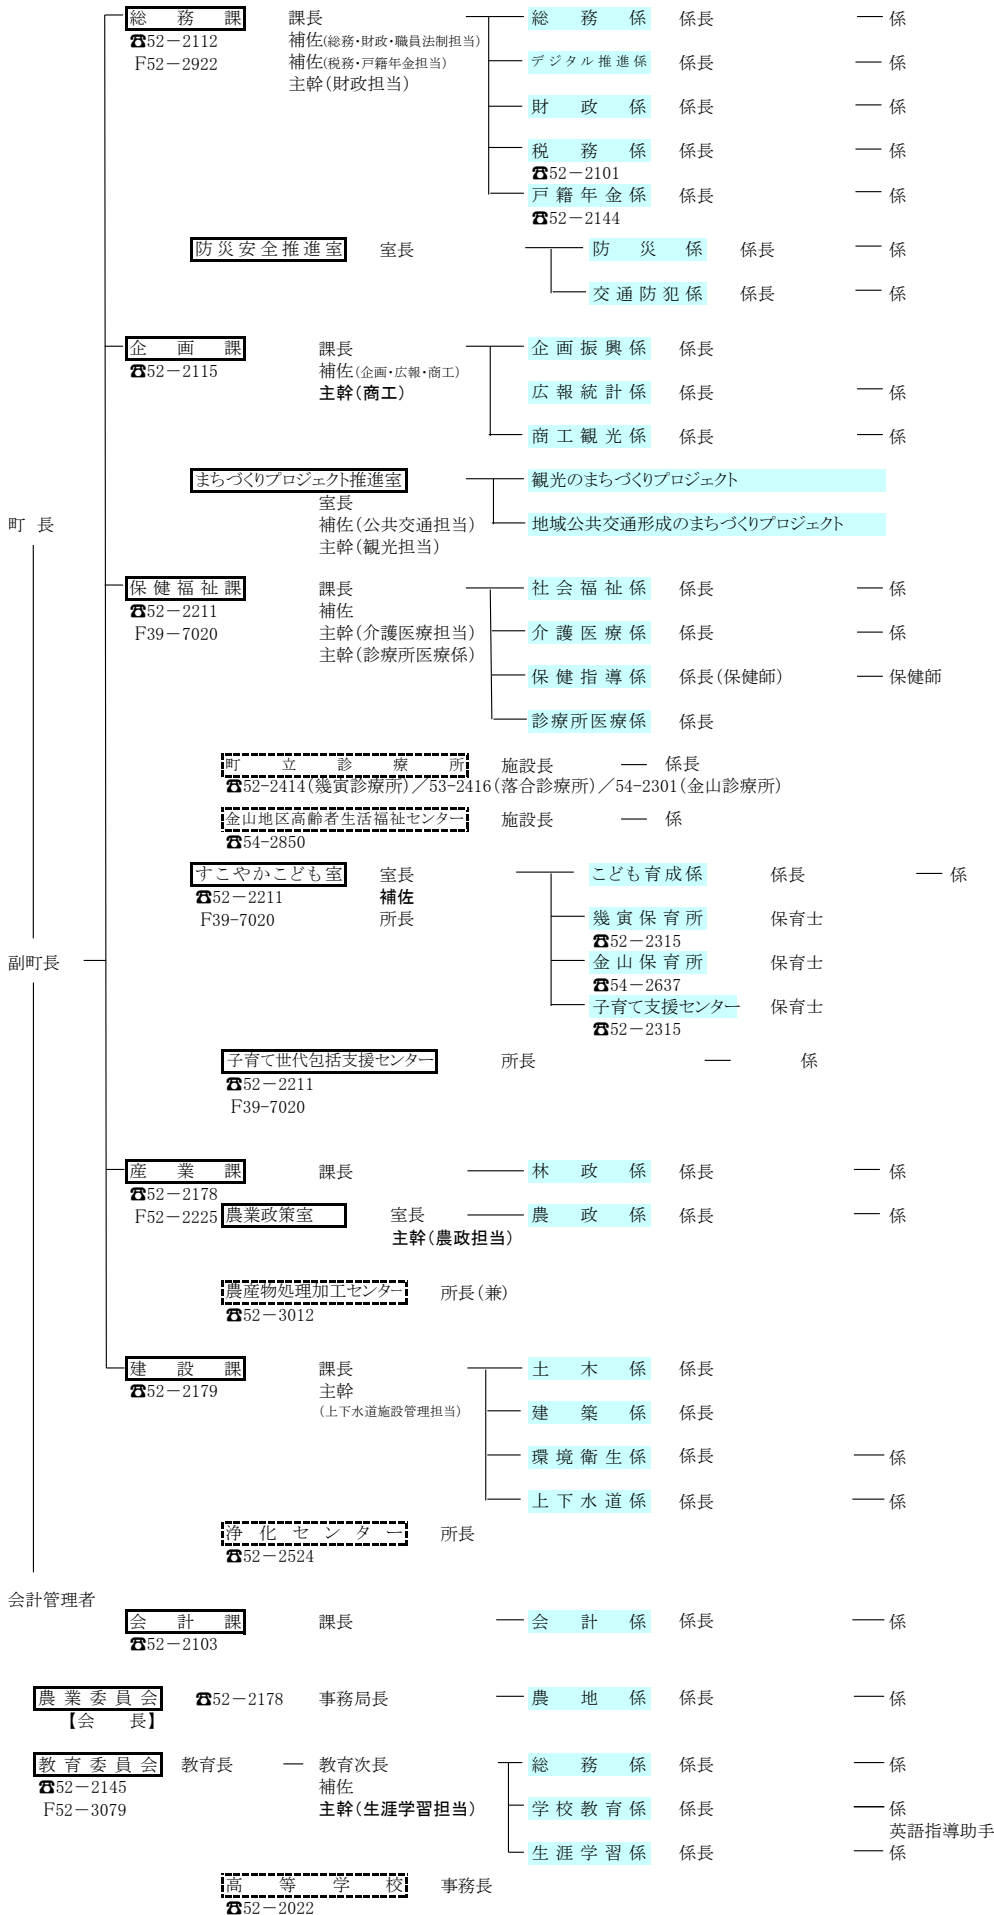 総務課 課長 総務係 係長 係
☎52－2112 補佐(総務・財政・職員法制担当)
F52－2922 補佐(税務・戸籍年金担当) デジタル推進係 係長 係
主幹(財政担当)
財政係 係長 係
税務係 係長 係
☎52－2101
戸籍年金係 係長 係
☎52－2144
防災安全推進室 室長 防災係 係長 係
交通防犯係 係長 係
企画課 課長 企画振興係 係長
☎52－2115 補佐(企画・広報・商工)
主幹(商工) 広報統計係 係長 係
商工観光係 係長 係
まちづくりプロジェクト推進室 観光のまちづくりプロジェクト
室長
補佐(公共交通担当) 地域公共交通形成のまちづくりプロジェクト
町長
主幹(観光担当)
保健福祉課 課長 社会福祉係 係長 係
☎52－2211 補佐
F39－7020 主幹(介護医療担当) 介護医療係 係長 係
主幹(診療所医療係)
保健指導係 係長(保健師) 保健師
診療所医療係 係長
町立診療所 施設長 係長
☎52-2414(幾寅診療所)／53-2416(落合診療所)／54-2301(金山診療所)
金山地区高齢者生活福祉センター 施設長 係
☎54-2850
すこやかこども室 室長 こども育成係 係長 係
☎52－2211 補佐
F39-7020 所長 幾寅保育所 保育士
☎52－2315
副町長 金山保育所 保育士
☎54－2637
子育て支援センター 保育士
☎52－2315
子育て世代包括支援センター 所長 係
☎52－2211
F39-7020
産業課 課長 林政係 係長 係
☎52－2178
F52－2225 農業政策室 室長 農政係 係長 係
主幹(農政担当)
農産物処理加工センター 所長(兼)
☎52－3012
建設課 課長 土木係 係長
☎52－2179 主幹
(上下水道施設管理担当) 建築係 係長
環境衛生係 係長 係
上下水道係 係長 係
浄化センター 所長
☎52－2524
会計管理者
会計課 課長 会計係 係長 係
☎52－2103
農業委員会 ☎52－2178 事務局長 農地係 係長 係
【会長】
教育委員会 教育長 教育次長 総務係 係長 係
☎52－2145 補佐
F52－3079 主幹(生涯学習担当) 学校教育係 係長 係
英語指導助手
生涯学習係 係長 係
高等学校 事務長
☎52－2022